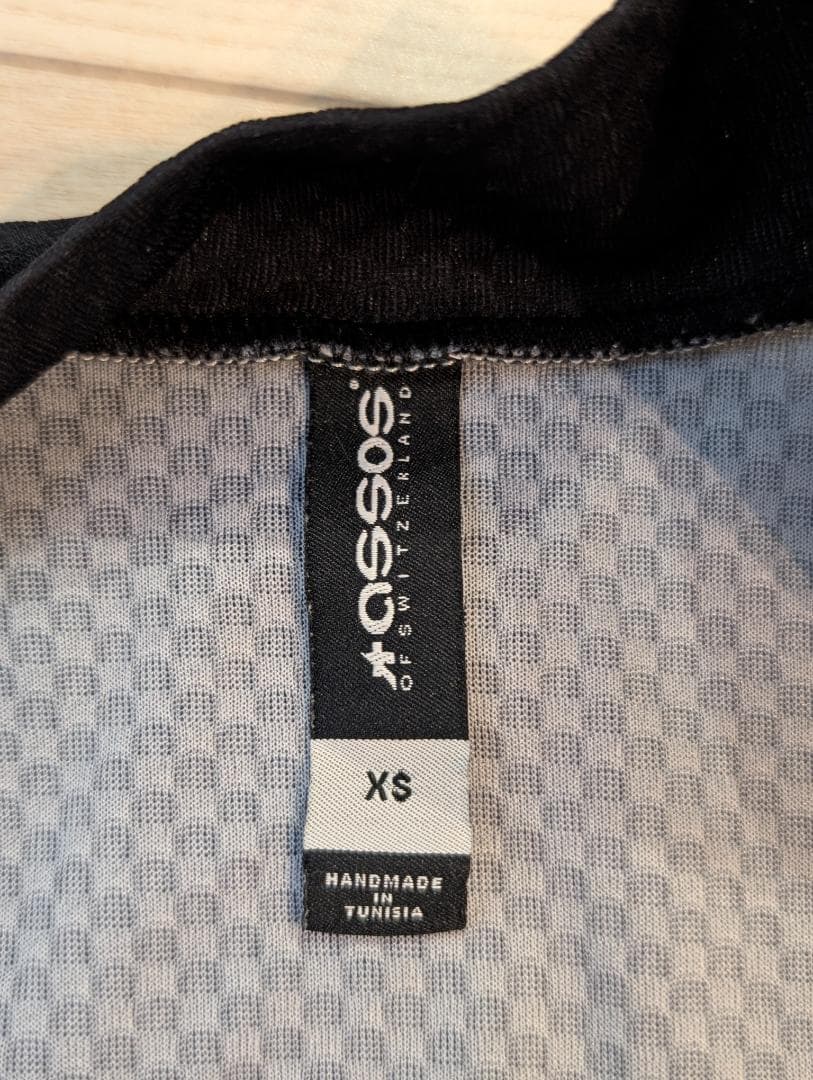 assos®
OF SWITZERLAND
XS
HANDMADE
IN
TUNISIA